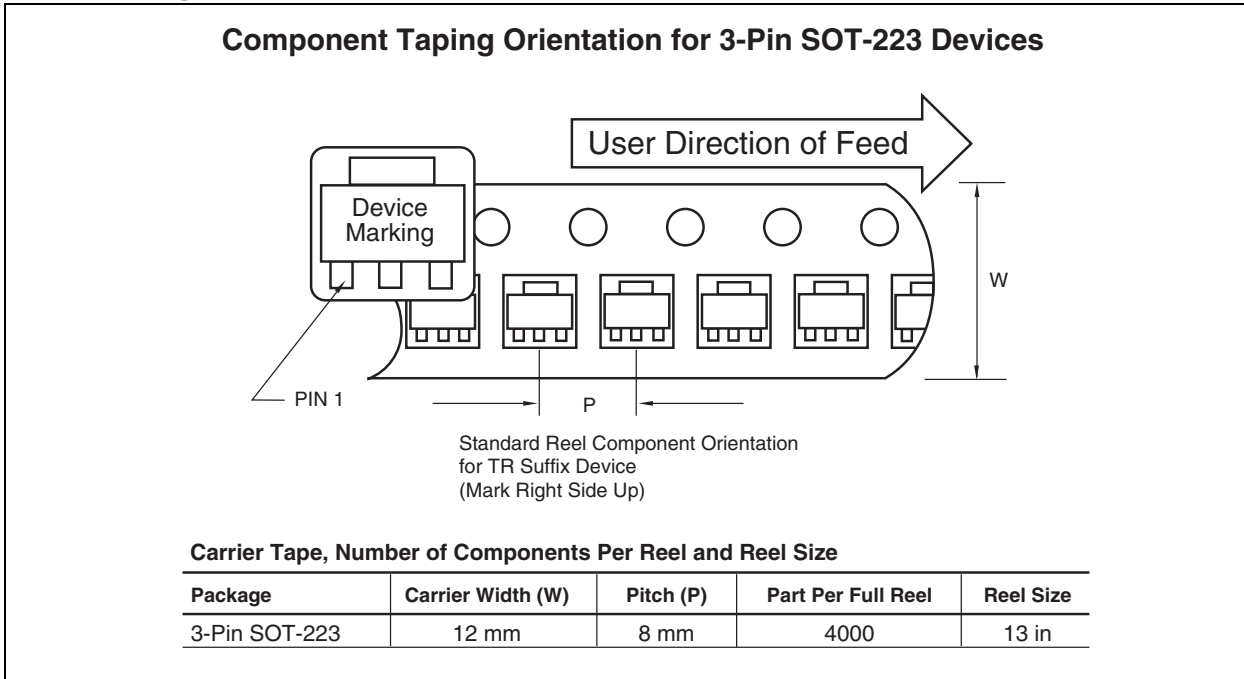 Component Taping Orientation for 3-Pin SOT-223 Devices
User Direction of Feed
Device
Marking
W
PIN 1
P
Standard Reel Component Orientation
for TR Suffix Device
(Mark Right Side Up)
Carrier Tape, Number of Components Per Reel and Reel Size
Package Carrier Width (W) Pitch (P) Part Per Full Reel Reel Size
3-Pin SOT-223 12 mm 8 mm 4000 13 in